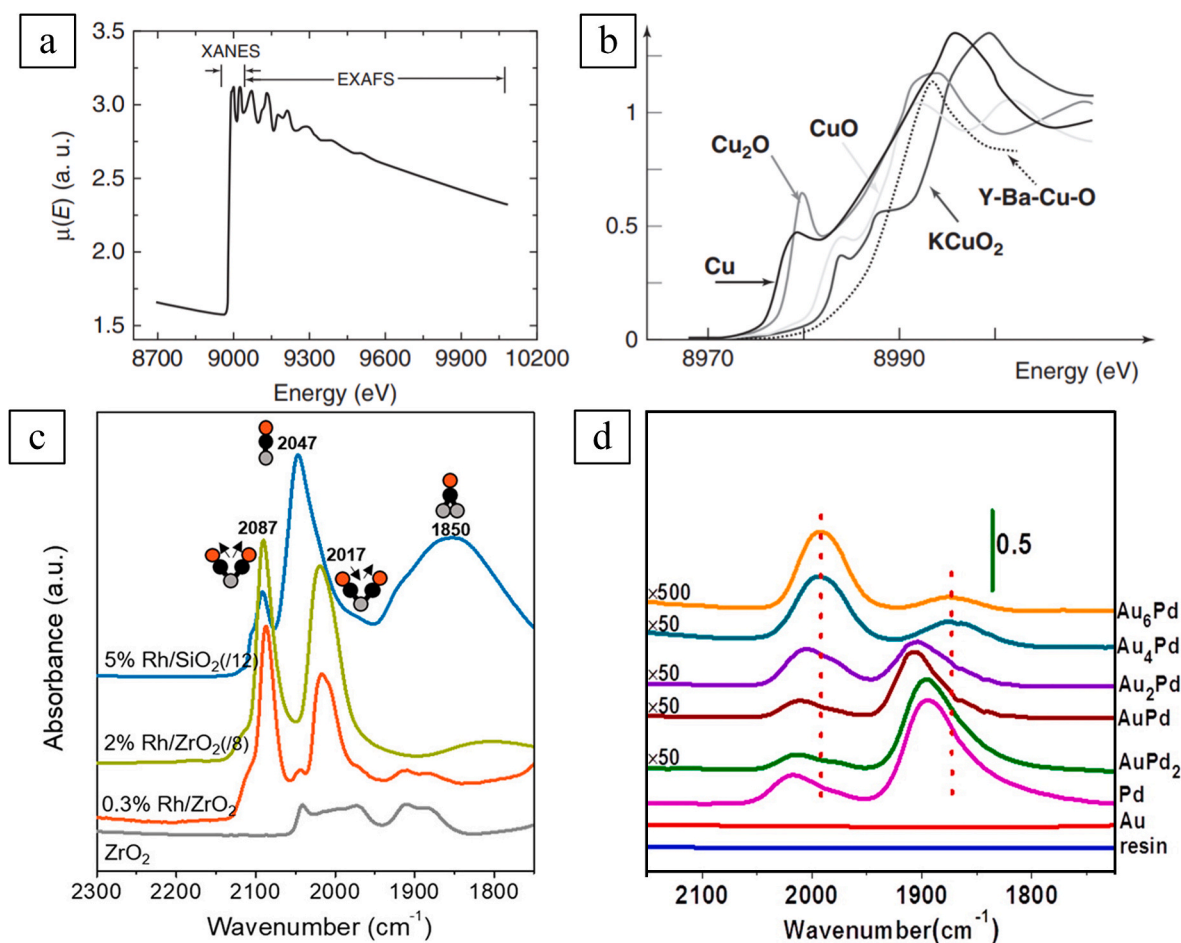 a
3.5
3.0
2.5
2.0
1.5
μ(E) (a. u.)
XANES
EXAFS
8700 9000 9300 9600 9900 10200
Energy (eV)
b
1
0.5
0
Cu₂O
CuO
Y-Ba-Cu-O
KCuO₂
Cu
8970 8990 Energy (eV)
c
Absorbance (a.u.)
2047
2087
1850
2017
5% Rh/SiO₂(/12)
2% Rh/ZrO₂(/8)
0.3% Rh/ZrO₂
ZrO₂
2300 2200 2100 2000 1900 1800
Wavenumber (cm⁻¹)
d
0.5
×500 Au₆Pd
×50 Au₄Pd
×50 Au₂Pd
×50 AuPd
×50 AuPd₂
Pd
Au
resin
2100 2000 1900 1800
Wavenumber(cm⁻¹)